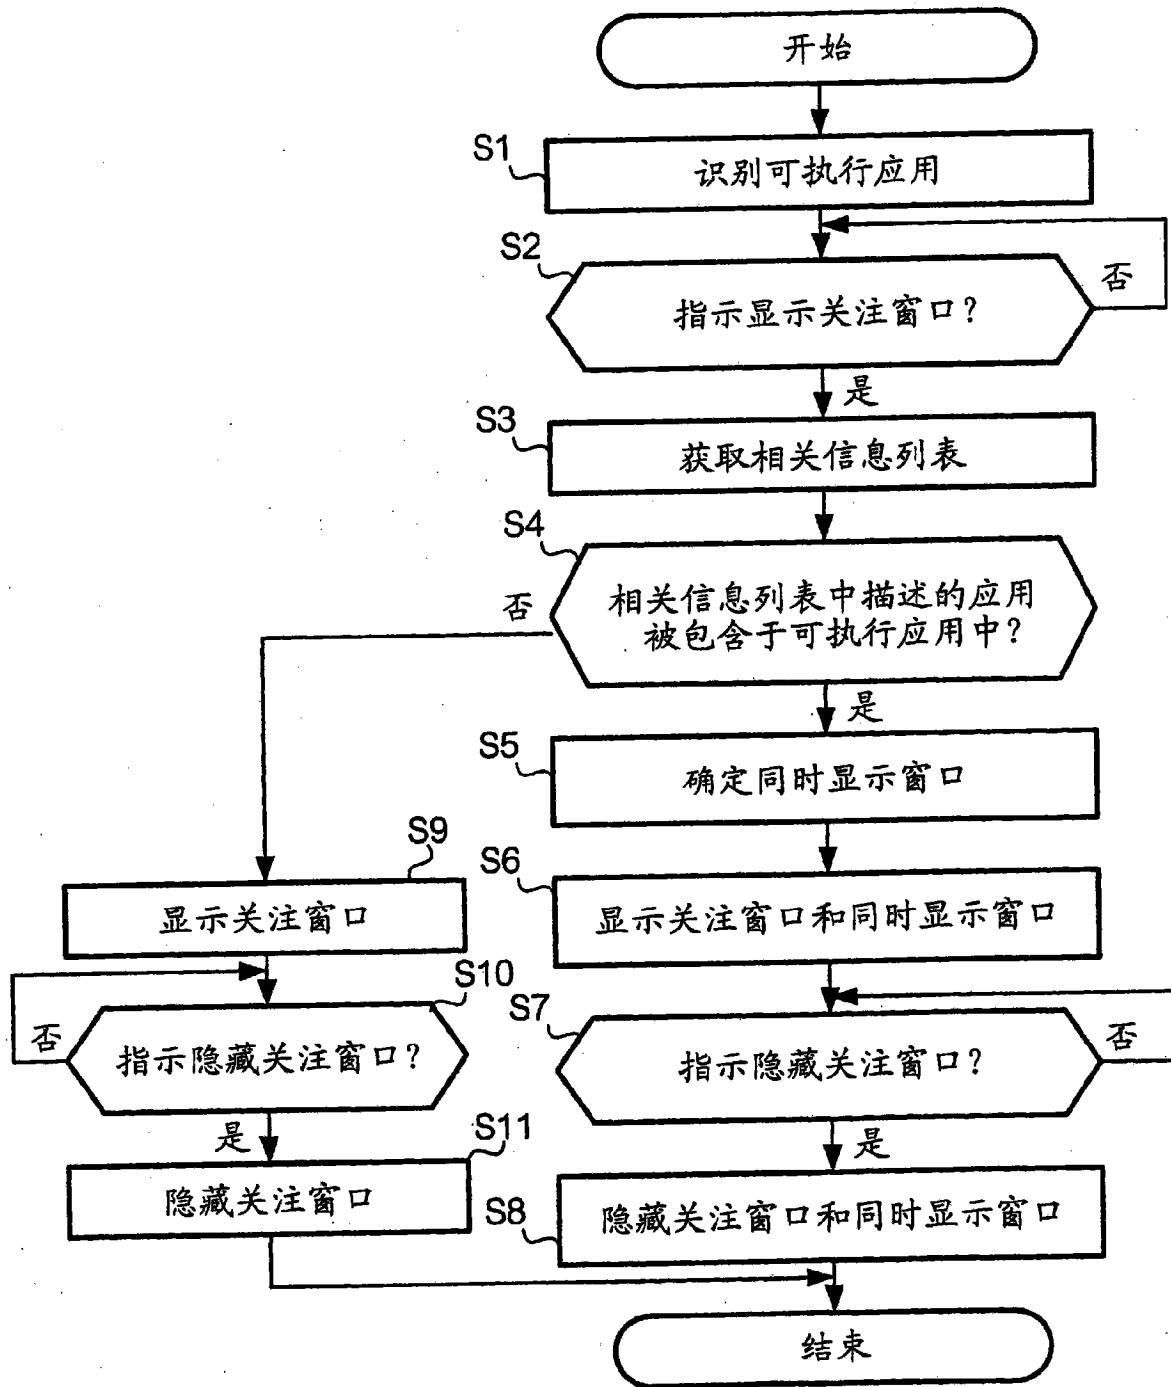 开始
S1
识别可执行应用
S2
指示显示关注窗口?
否
是
S3
获取相关信息列表
S4
相关信息列表中描述的应用
被包含于可执行应用中?
否
是
S5
确定同时显示窗口
S9
显示关注窗口
S6
显示关注窗口和同时显示窗口
S10
指示隐藏关注窗口?
否
是
S7
指示隐藏关注窗口?
否
是
S11
隐藏关注窗口
S8
隐藏关注窗口和同时显示窗口
结束